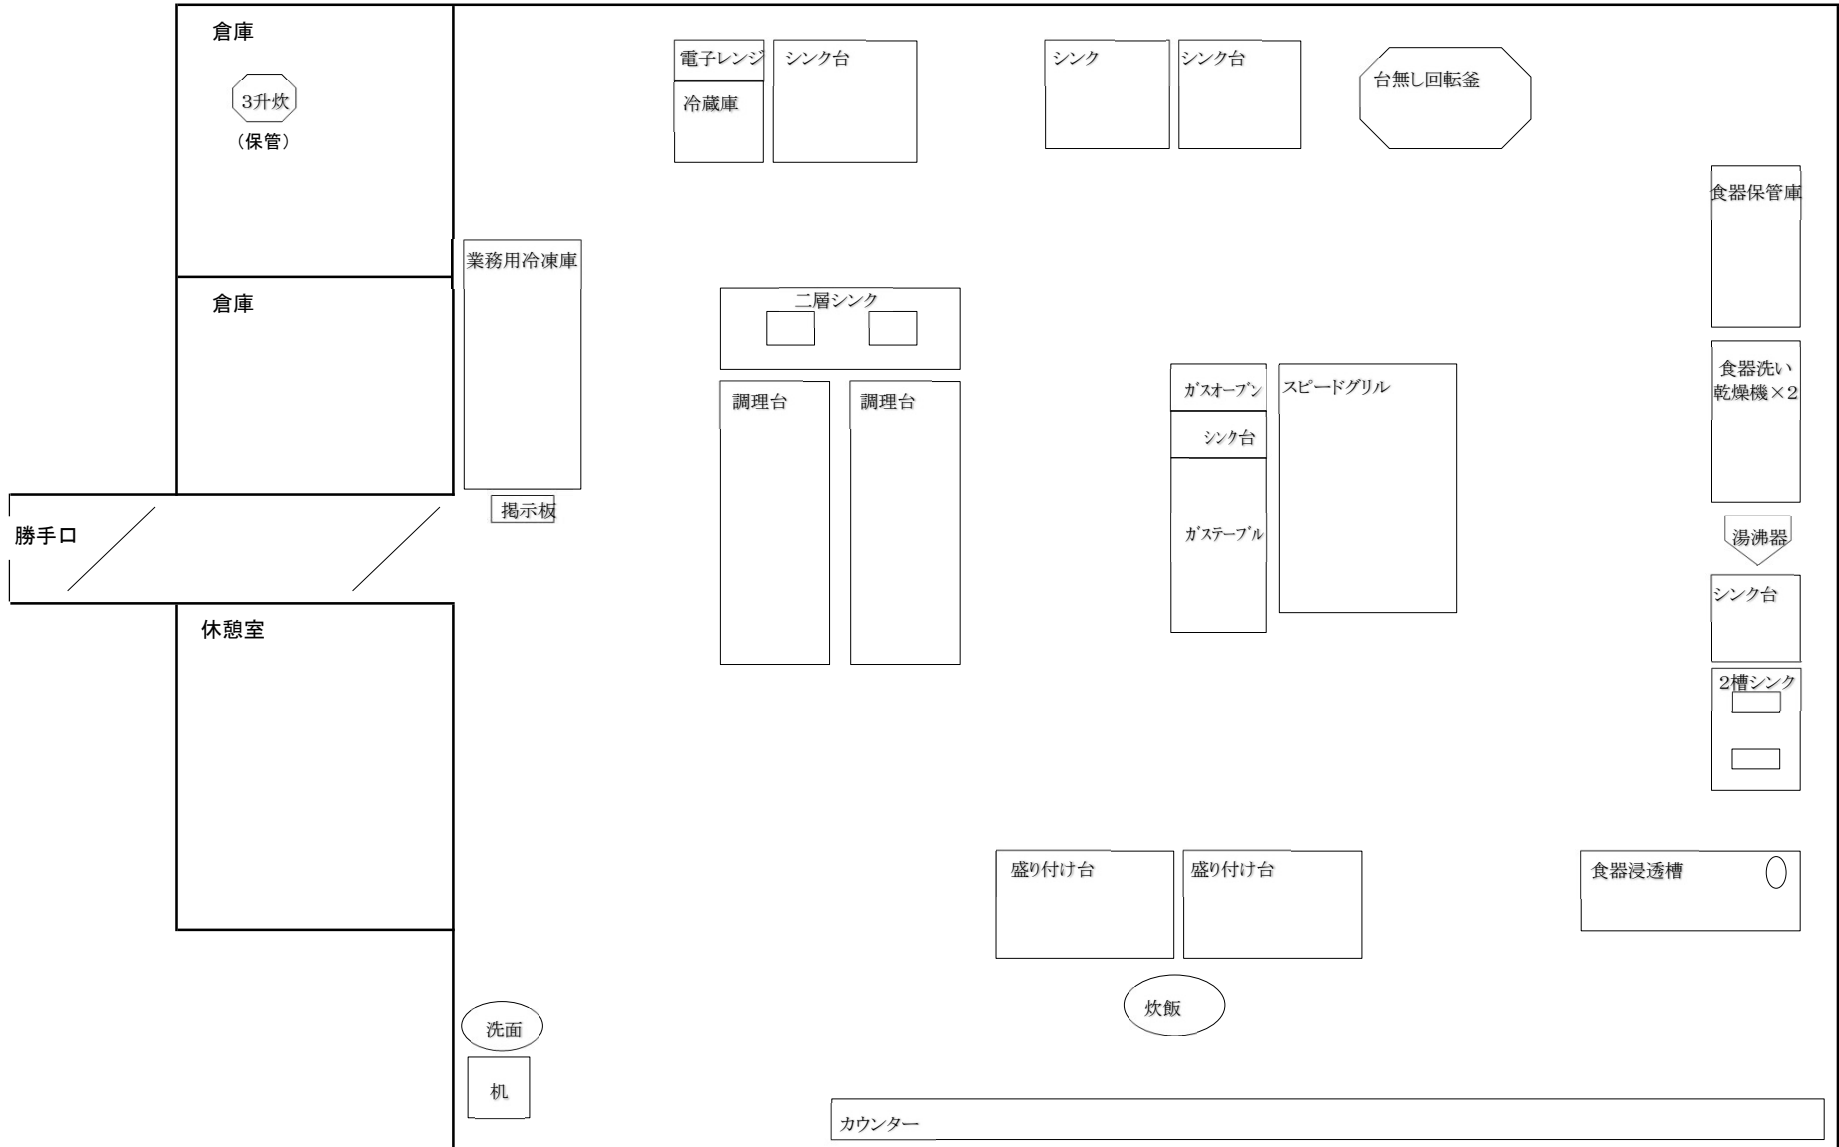 倉庫
3升炊
（保管）
電子レンジ
冷蔵庫
シンク台
シンク
シンク台
台無し回転釜
食器保管庫
業務用冷凍庫
倉庫
二層シンク
調理台
調理台
ｶﾞｽオｰﾌﾞﾝ
シンク台
ｶﾞｽﾃｰﾌﾞﾙ
スピードグリル
食器洗い
乾燥機×2
掲示板
勝手口
湯沸器
シンク台
休憩室
2槽シンク
盛り付け台
盛り付け台
食器浸透槽
炊飯
洗面
机
カウンター